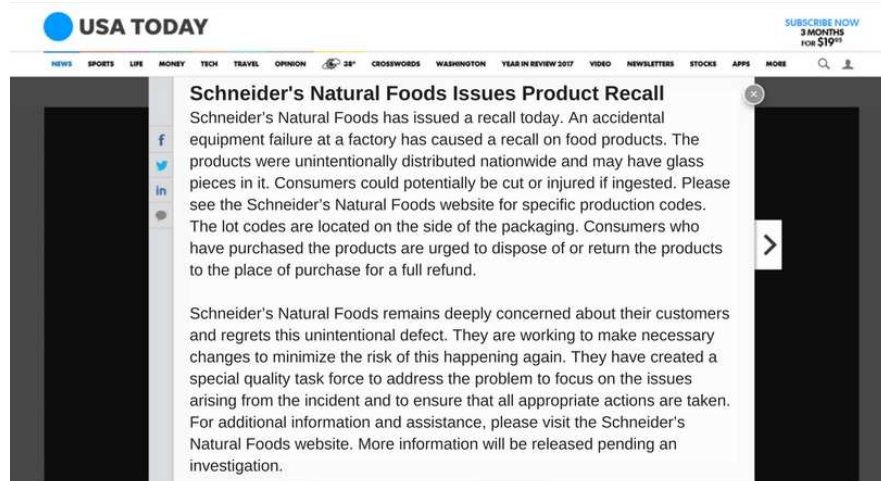 USA TODAY
SUBSCRIBE NOW
3 MONTHS
FOR $19⁹⁵
NEWS SPORTS LIFE MONEY TECH TRAVEL OPINION 38° CROSSWORDS WASHINGTON YEAR IN REVIEW 2017 VIDEO NEWSLETTERS STOCKS APPS MORE
Schneider's Natural Foods Issues Product Recall
Schneider's Natural Foods has issued a recall today. An accidental
equipment failure at a factory has caused a recall on food products. The
products were unintentionally distributed nationwide and may have glass
pieces in it. Consumers could potentially be cut or injured if ingested. Please
see the Schneider's Natural Foods website for specific production codes.
The lot codes are located on the side of the packaging. Consumers who
have purchased the products are urged to dispose of or return the products
to the place of purchase for a full refund.
Schneider's Natural Foods remains deeply concerned about their customers
and regrets this unintentional defect. They are working to make necessary
changes to minimize the risk of this happening again. They have created a
special quality task force to address the problem to focus on the issues
arising from the incident and to ensure that all appropriate actions are taken.
For additional information and assistance, please visit the Schneider's
Natural Foods website. More information will be released pending an
investigation.